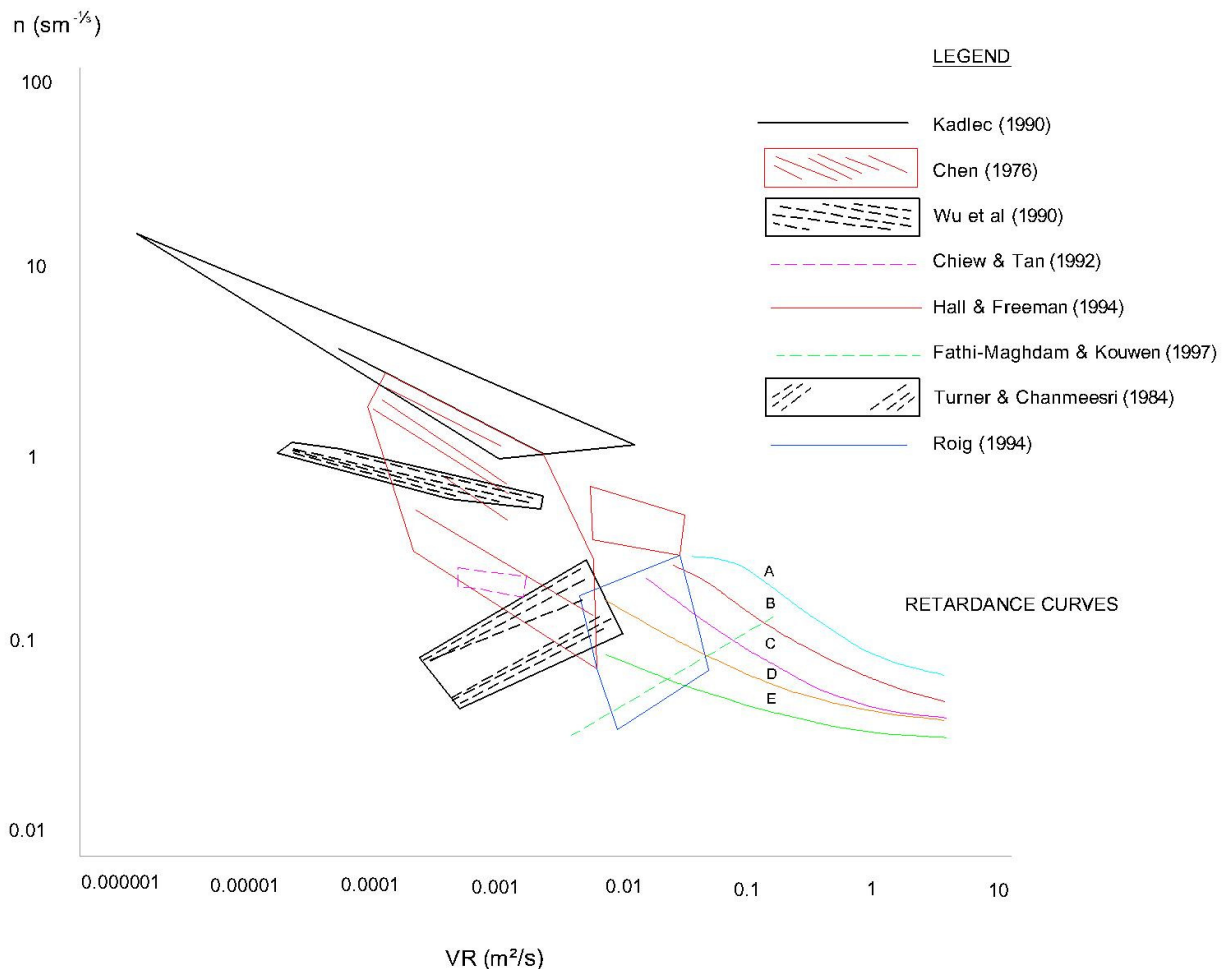 n (sm⁻⅓)
LEGEND
100
Kadlec (1990)
Chen (1976)
Wu et al (1990)
Chiew & Tan (1992)
10
Hall & Freeman (1994)
Fathi-Maghdam & Kouwen (1997)
Turner & Chanmeesri (1984)
Roig (1994)
1
A
B
RETARDANCE CURVES
C
0.1
D
E
0.01
0.000001 0.00001 0.0001 0.001 0.01 0.1 1 10
VR (m²/s)